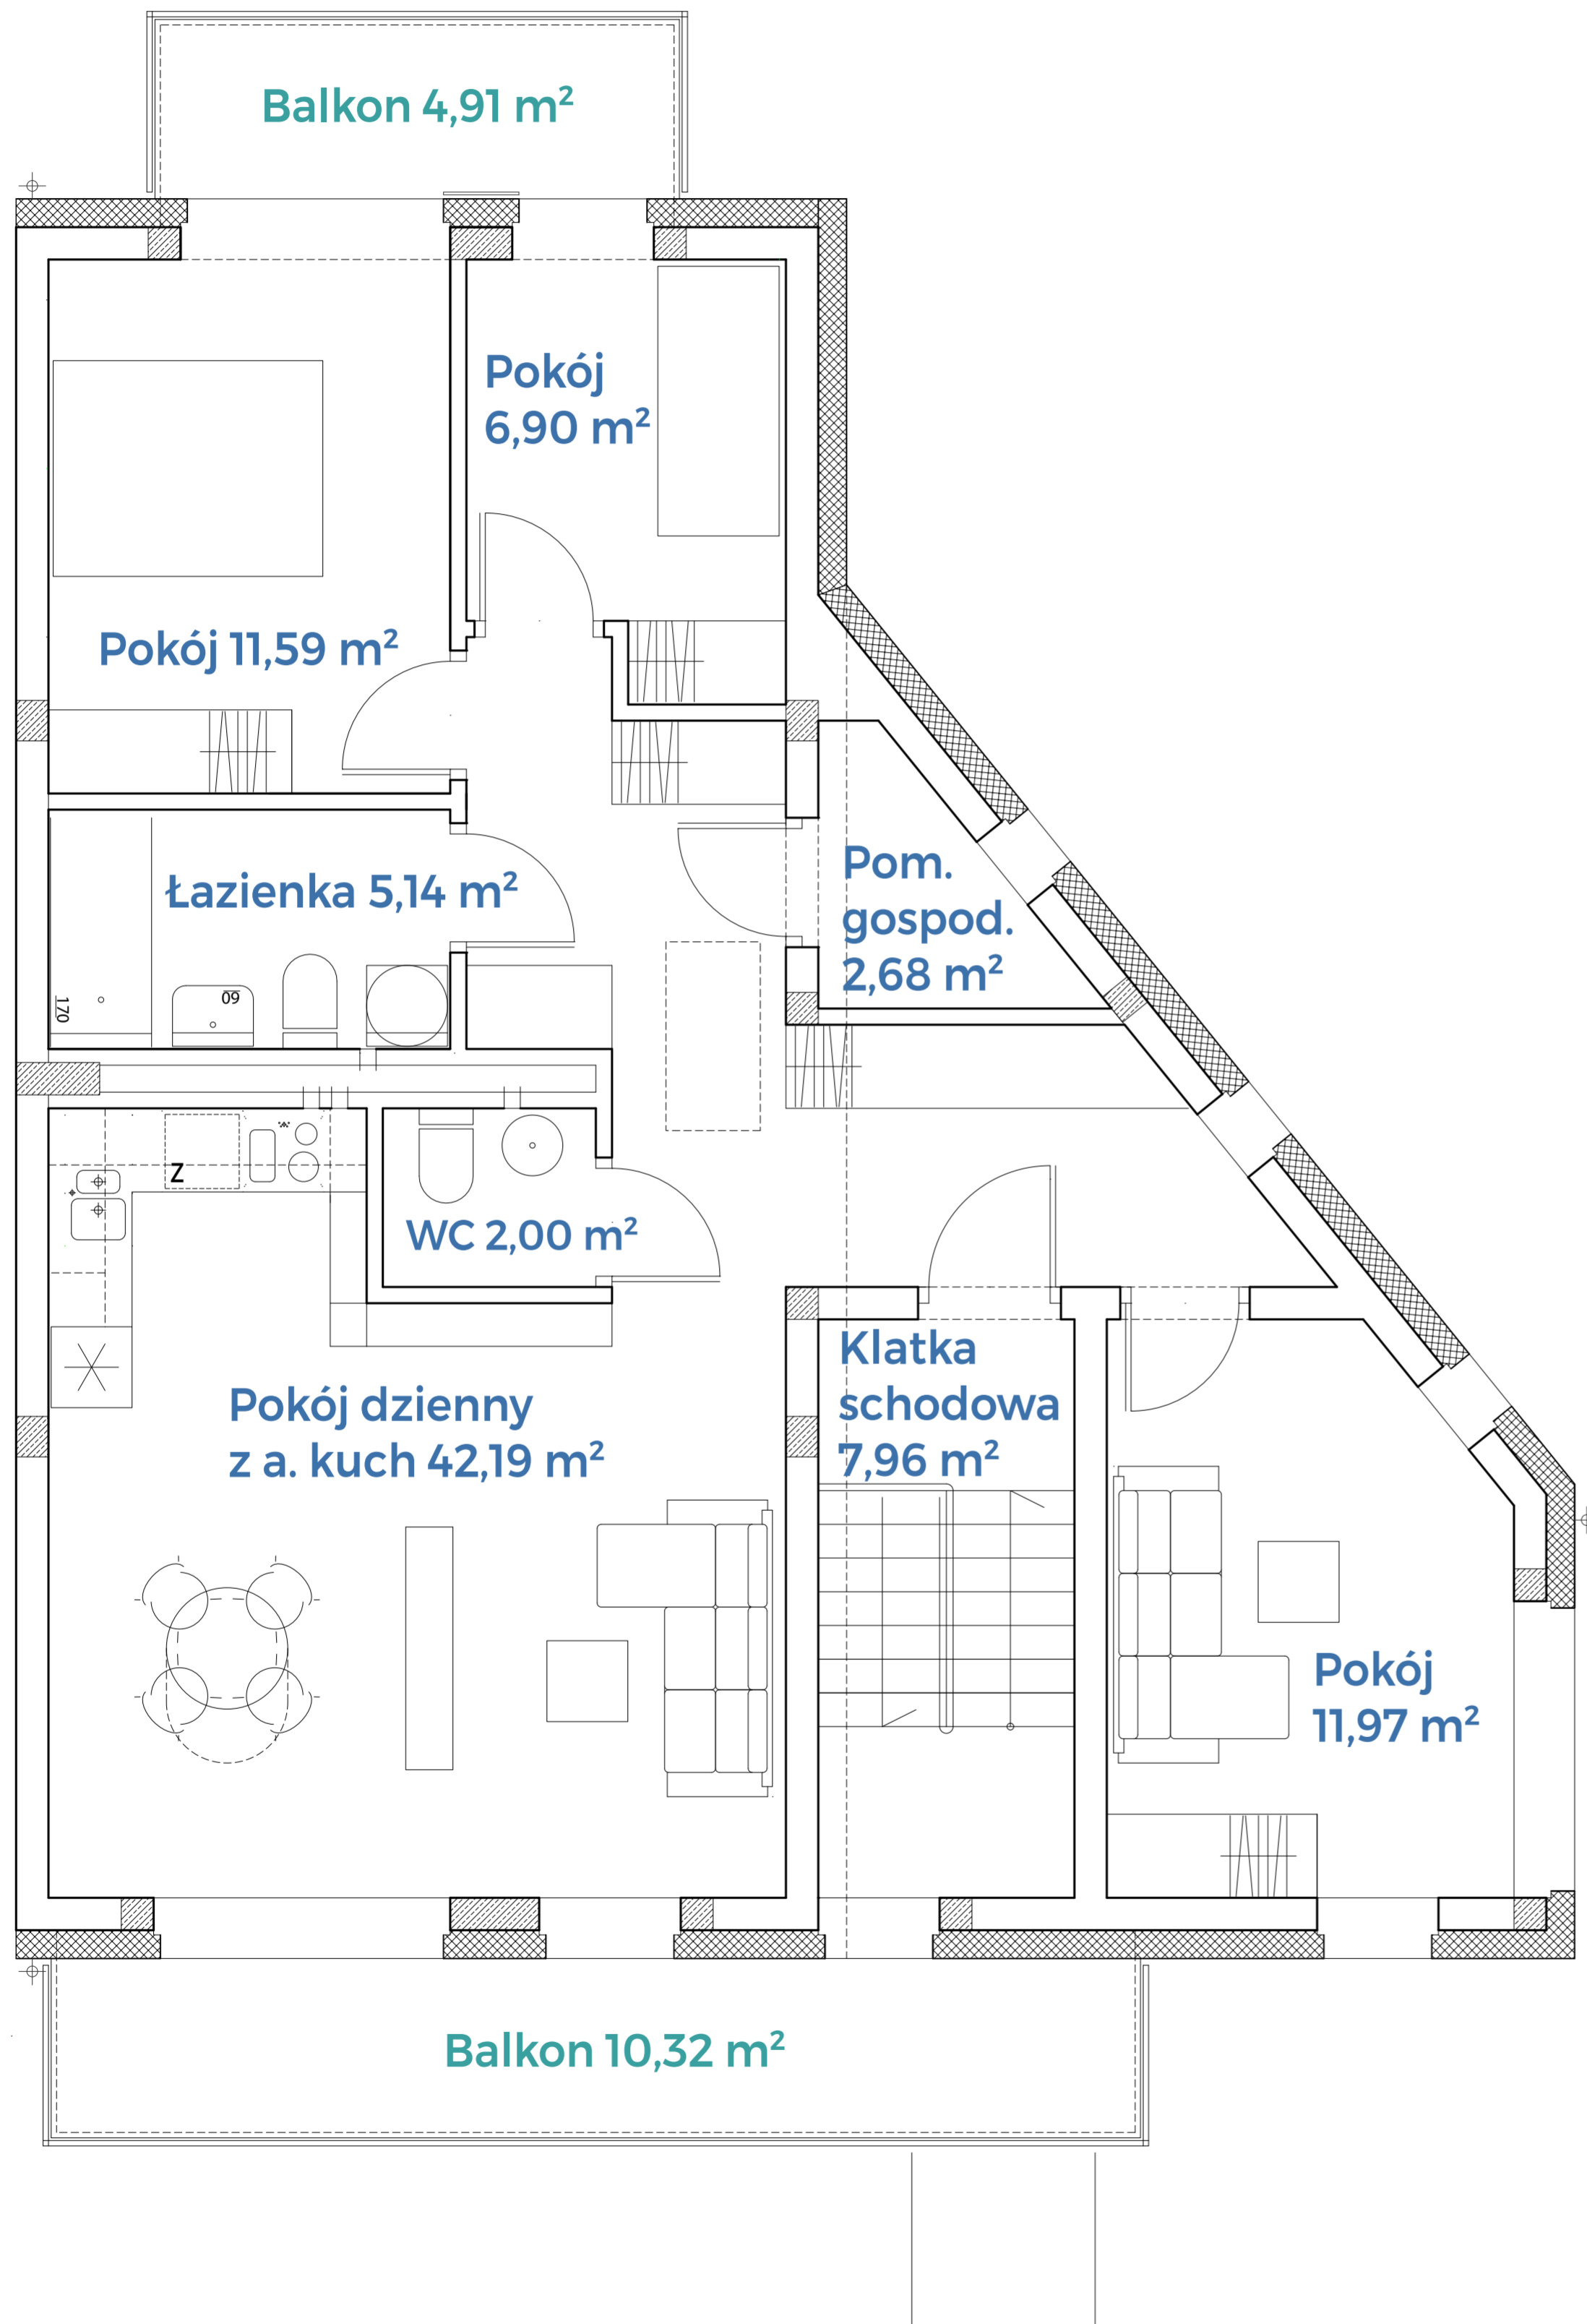 Balkon 4,91 m²
Pokój
6,90 m²
Pokój 11,59 m²
Pom.
gospod.
2,68 m²
Łazienka 5,14 m²
170
60
Z
WC 2,00 m²
Klatka
schodowa
7,96 m²
Pokój dzienny
z a. kuch 42,19 m²
Pokój
11,97 m²
Balkon 10,32 m²